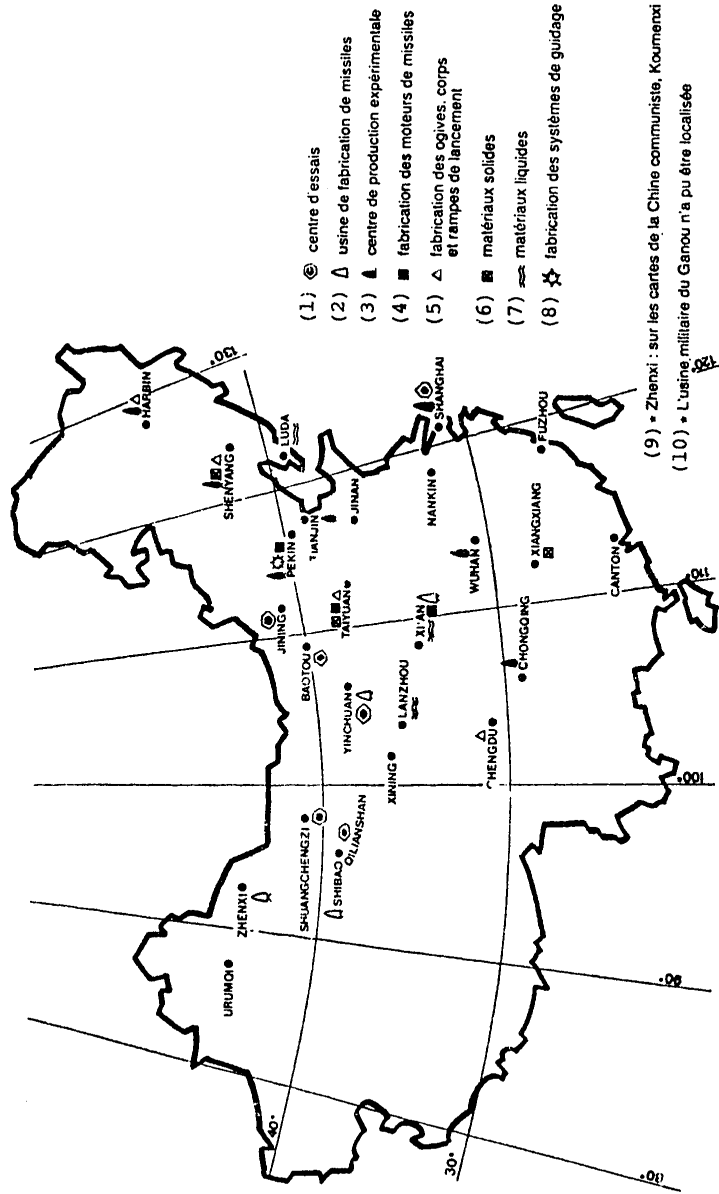 HARBIN
SHENYANG
LUDA
PEKIN
TIANJIN
JINAN
JINING
BAOTOU
TAIYUAN
YINCHUAN
XI'AN
LANZHOU
XINING
SHUANGCHENGZI
SHIBAO
QILIANSHAN
ZHENXI
URUMQI
SHANGHAI
NANKIN
WUHAN
FUZHOU
XIANGXIANG
CHONGQING
CHENGDU
CANTON
130°
120°
110°
100°
90°
80°
40°
30°
(1) centre d'essais
(2) usine de fabrication de missiles
(3) centre de production expérimentale
(4) fabrication des moteurs de missiles
(5) fabrication des ogives. corps
et rampes de lancement
(6) matériaux solides
(7) matériaux liquides
(8) fabrication des systèmes de guidage
(9) * Zhenxi : sur les cartes de la Chine communiste, Koumenxi
(10) * L'usine militaire du Ganou n'a pu être localisée